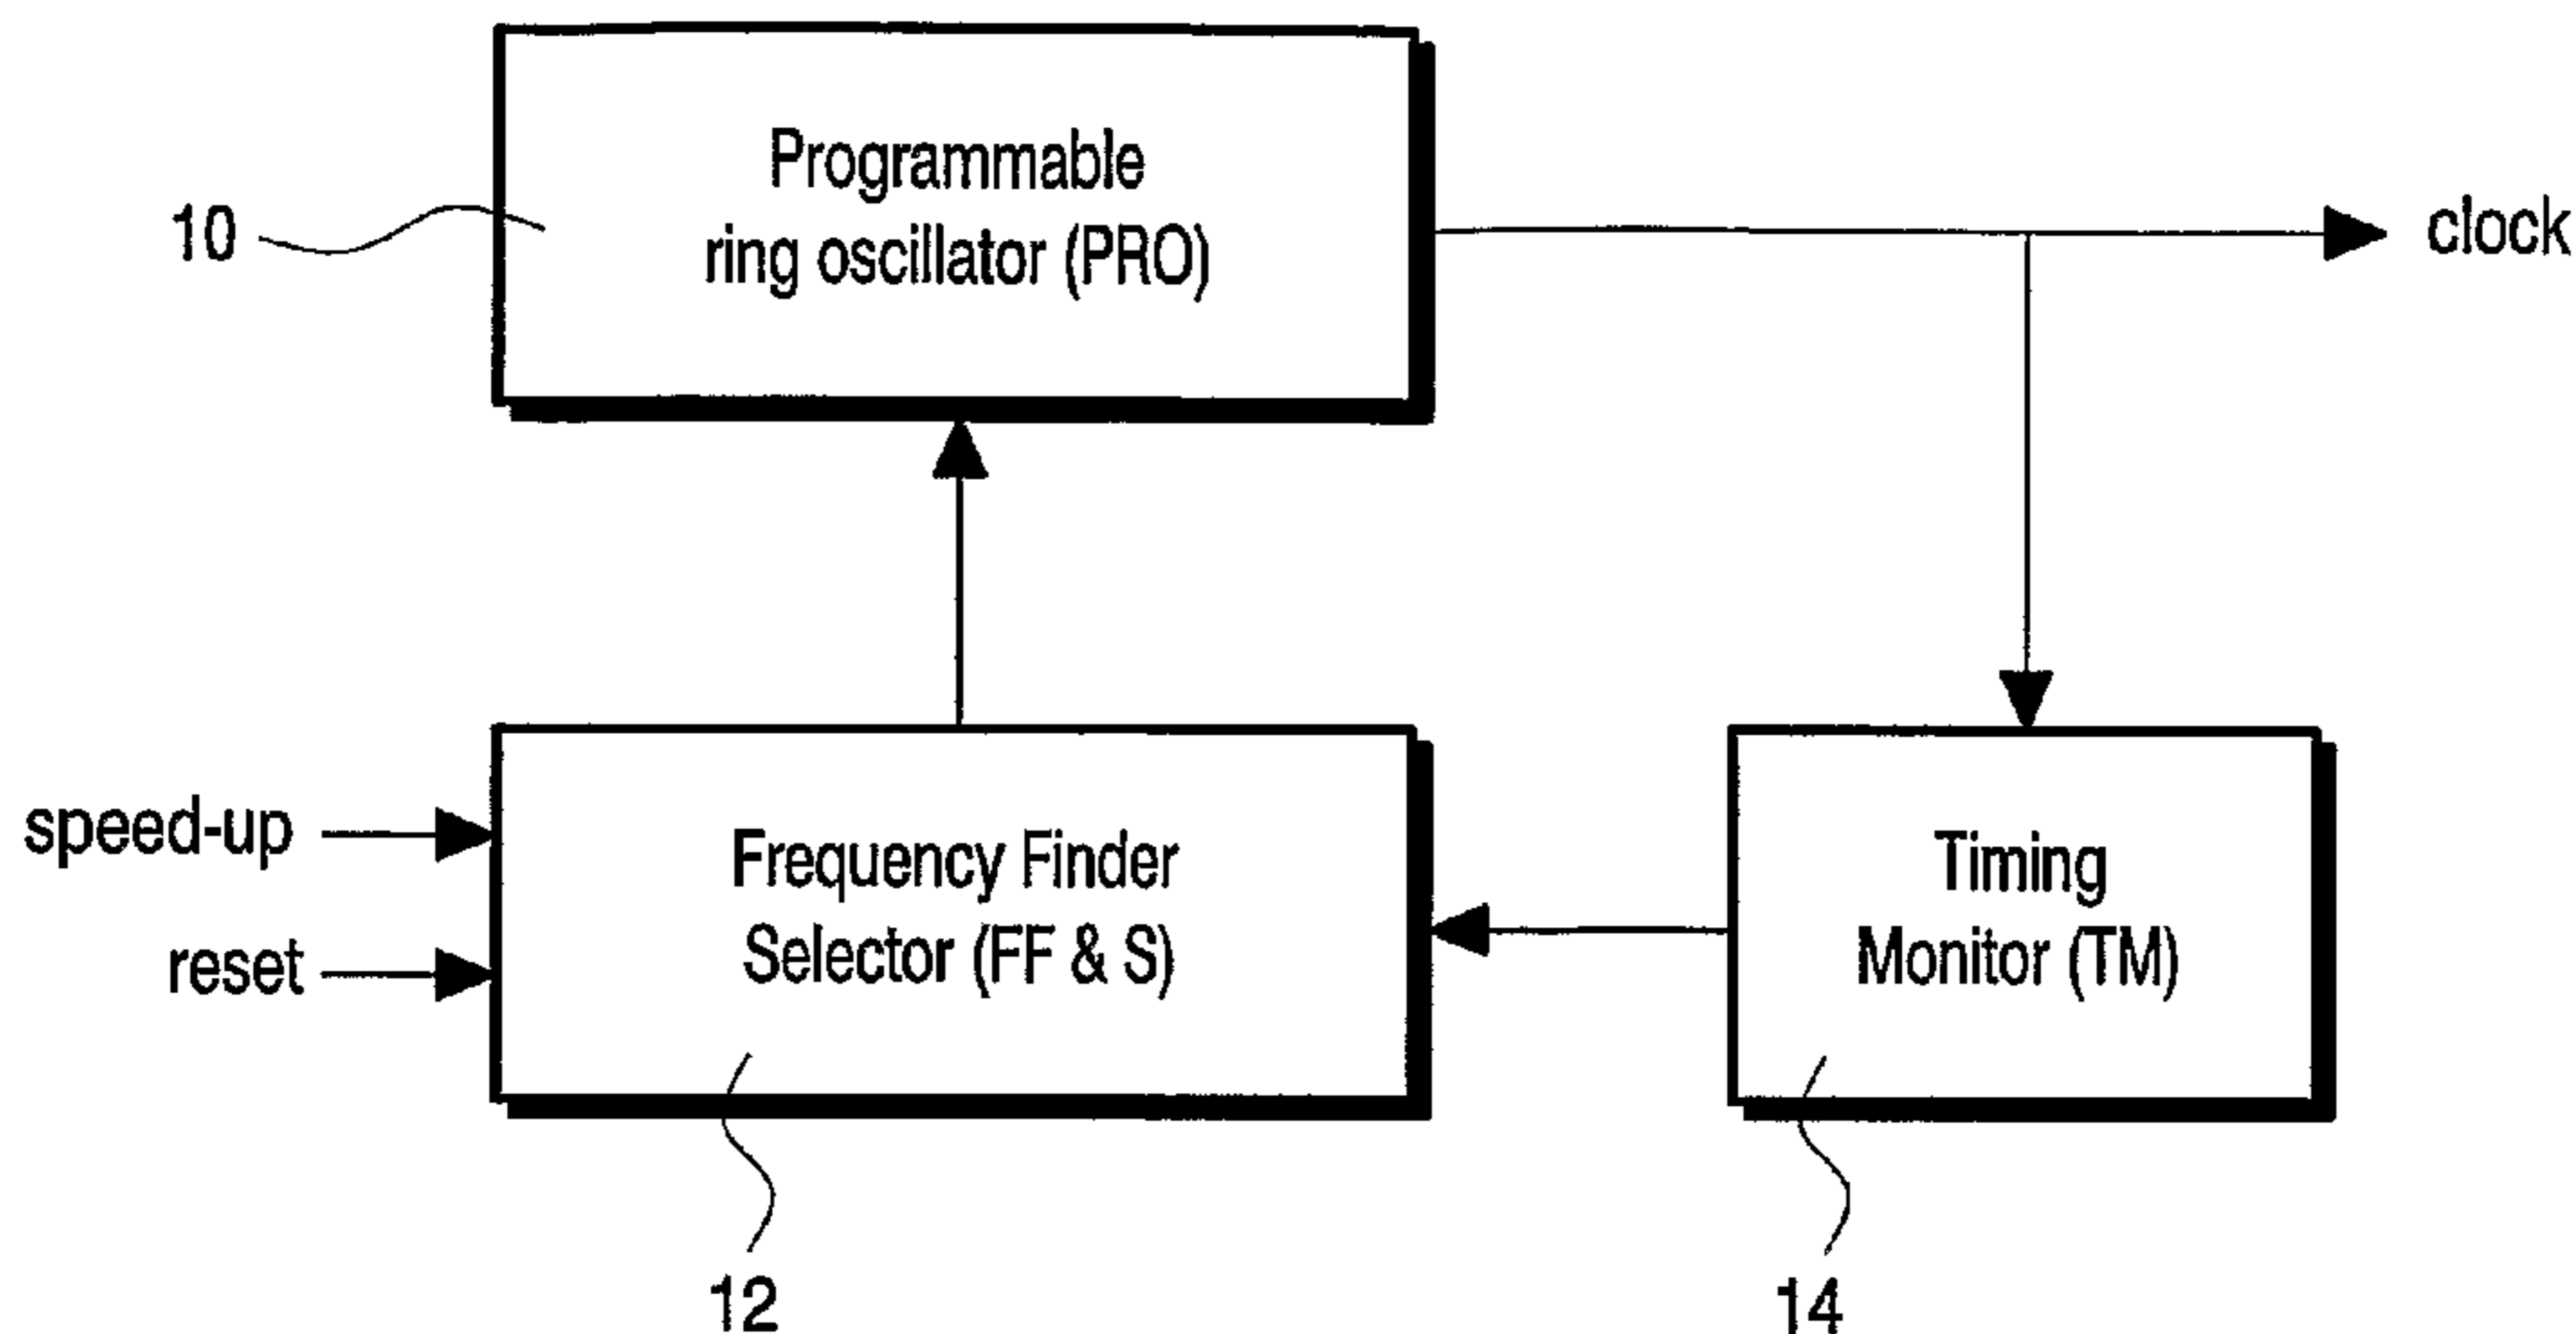 Programmable
ring oscillator (PRO)
10
clock
speed-up
reset
Frequency Finder
Selector (FF & S)
Timing
Monitor (TM)
12
14